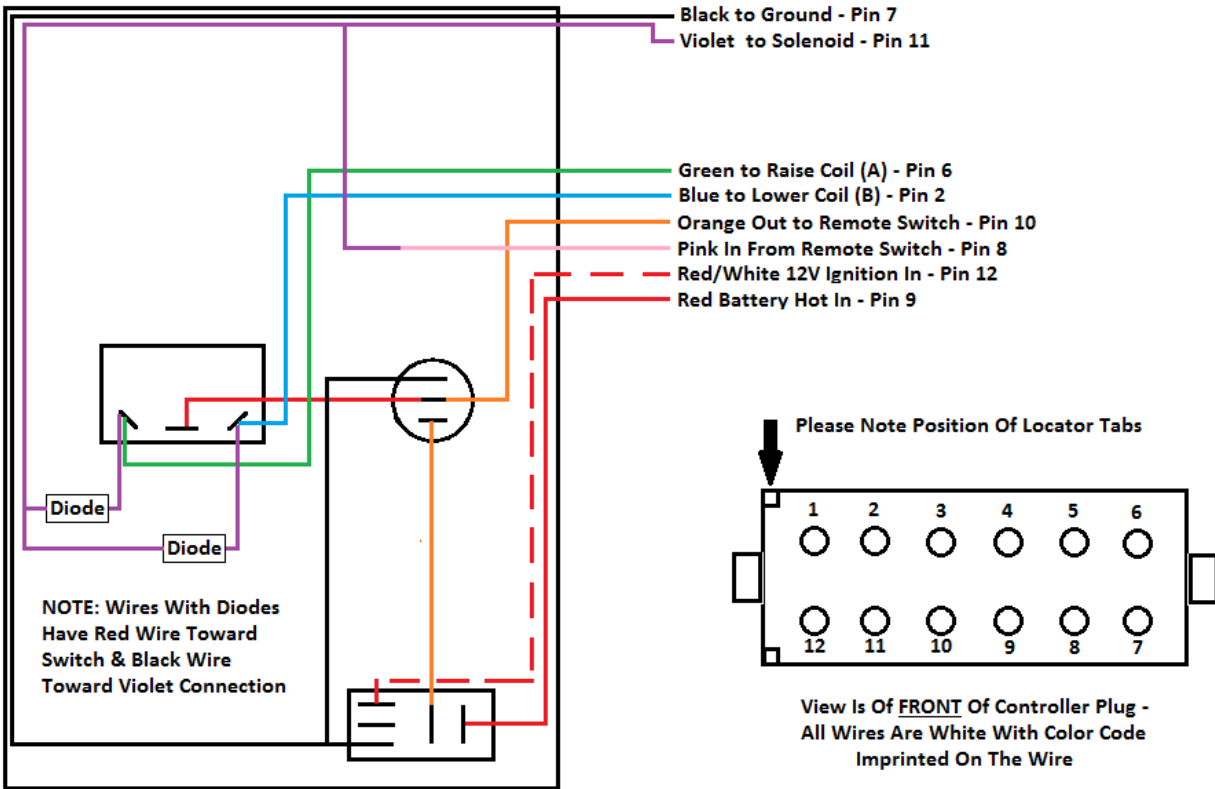 Black to Ground - Pin 7
Violet to Solenoid - Pin 11
Green to Raise Coil (A) - Pin 6
Blue to Lower Coil (B) - Pin 2
Orange Out to Remote Switch - Pin 10
Pink In From Remote Switch - Pin 8
Red/White 12V Ignition In - Pin 12
Red Battery Hot In - Pin 9
Diode
Diode
NOTE: Wires With Diodes
Have Red Wire Toward
Switch & Black Wire
Toward Violet Connection
Please Note Position Of Locator Tabs
1 2 3 4 5 6
12 11 10 9 8 7
View Is Of FRONT Of Controller Plug -
All Wires Are White With Color Code
Imprinted On The Wire